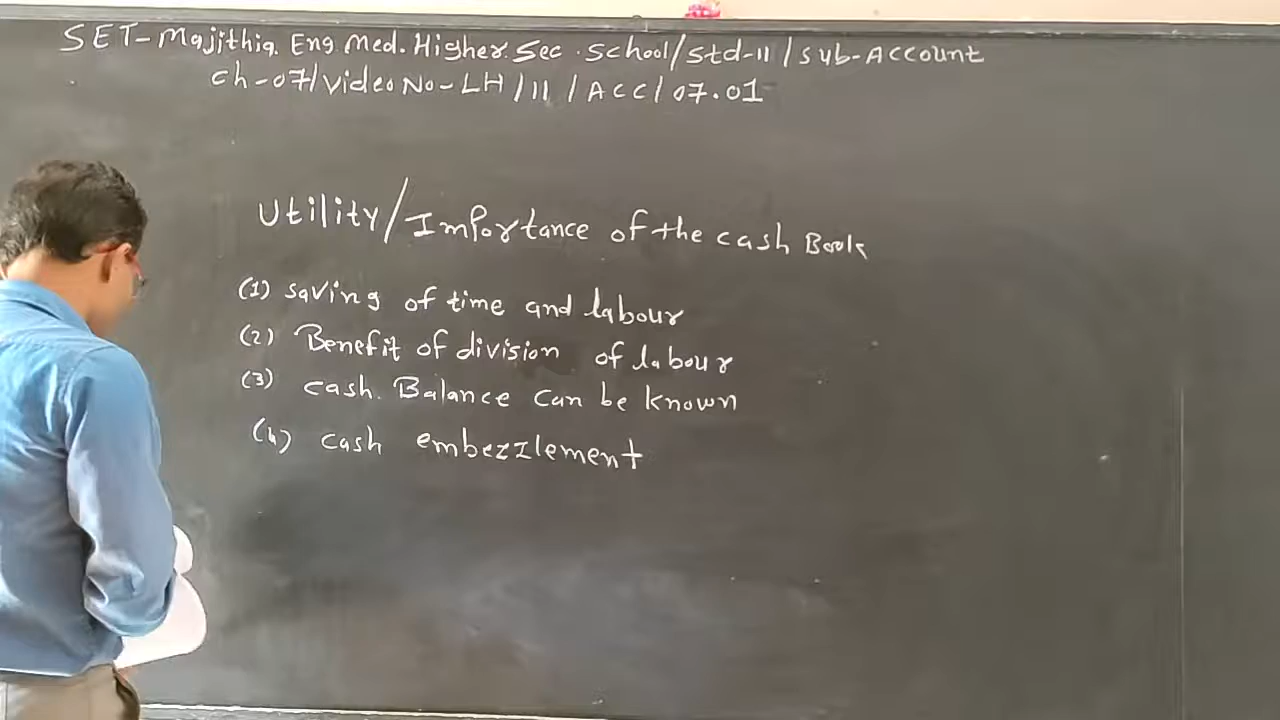 SET-Majithia Eng Med. Higher Sec. School/Std-11/Sub-Account
Ch-07/Video No-LH/11/ACC/07.01
Utility/Importance of the cash Book
(1) saving of time and labour
(2) Benefit of division of labour
(3) cash Balance can be known
(4) cash embezzlement